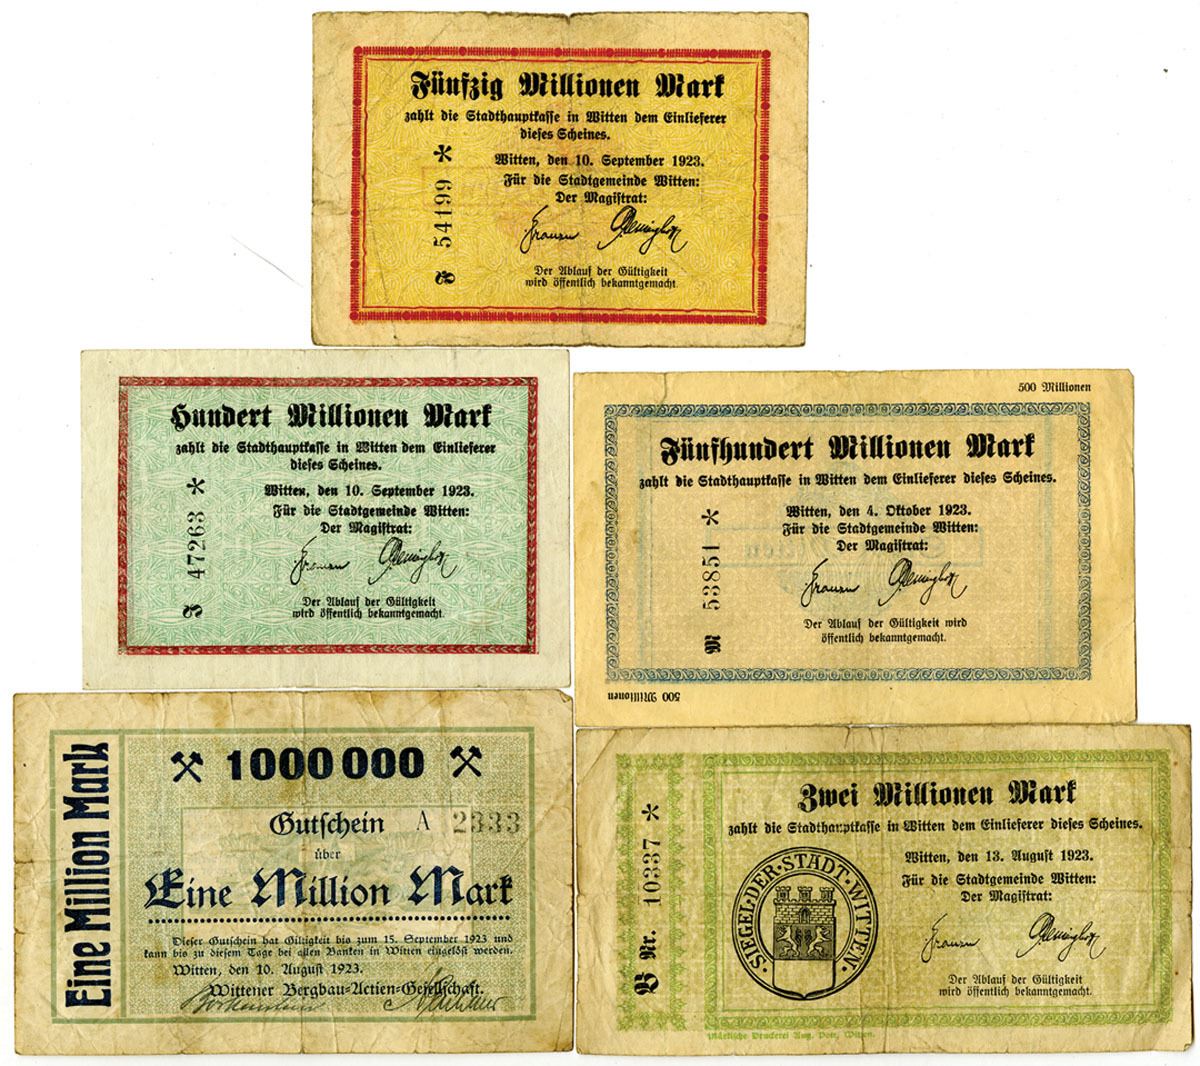 Fünfzig Millionen Mark
zahlt die Stadthauptkasse in Witten dem Einlieferer
dieses Scheines.
Witten, den 10. September 1923.
Für die Stadtgemeinde Witten:
Der Magistrat:
54199 *
Der Ablauf der Gültigkeit
wird öffentlich bekanntgemacht.
Hundert Millionen Mark
zahlt die Stadthauptkasse in Witten dem Einlieferer
dieses Scheines.
Witten, den 10. September 1923.
Für die Stadtgemeinde Witten:
Der Magistrat:
47263 *
Der Ablauf der Gültigkeit
wird öffentlich bekanntgemacht.
500 Millionen
Fünfhundert Millionen Mark
zahlt die Stadthauptkasse in Witten dem Einlieferer dieses Scheines.
Witten, den 4. Oktober 1923.
Für die Stadtgemeinde Witten:
Der Magistrat:
M 53851 *
Der Ablauf der Gültigkeit wird
öffentlich bekanntgemacht.
500 Millionen
Eine Million Mark
1000000
Gutschein A 2333
über
Eine Million Mark
Dieser Gutschein hat Gültigkeit bis zum 15. September 1923 und
kann bis zu diesem Tage bei allen Banken in Witten eingelöst werden.
Witten, den 10. August 1923.
Wittener Bergbau-Actien-Gesellschaft.
Zwei Millionen Mark
zahlt die Stadthauptkasse in Witten dem Einlieferer dieses Scheines.
Witten, den 13. August 1923.
Für die Stadtgemeinde Witten:
Der Magistrat:
B Nr. 10337 *
SIEGEL·DER·STADT·WITTEN·
Der Ablauf der Gültigkeit
wird öffentlich bekanntgemacht.
Märkische Druckerei Aug. Pott, Witten.